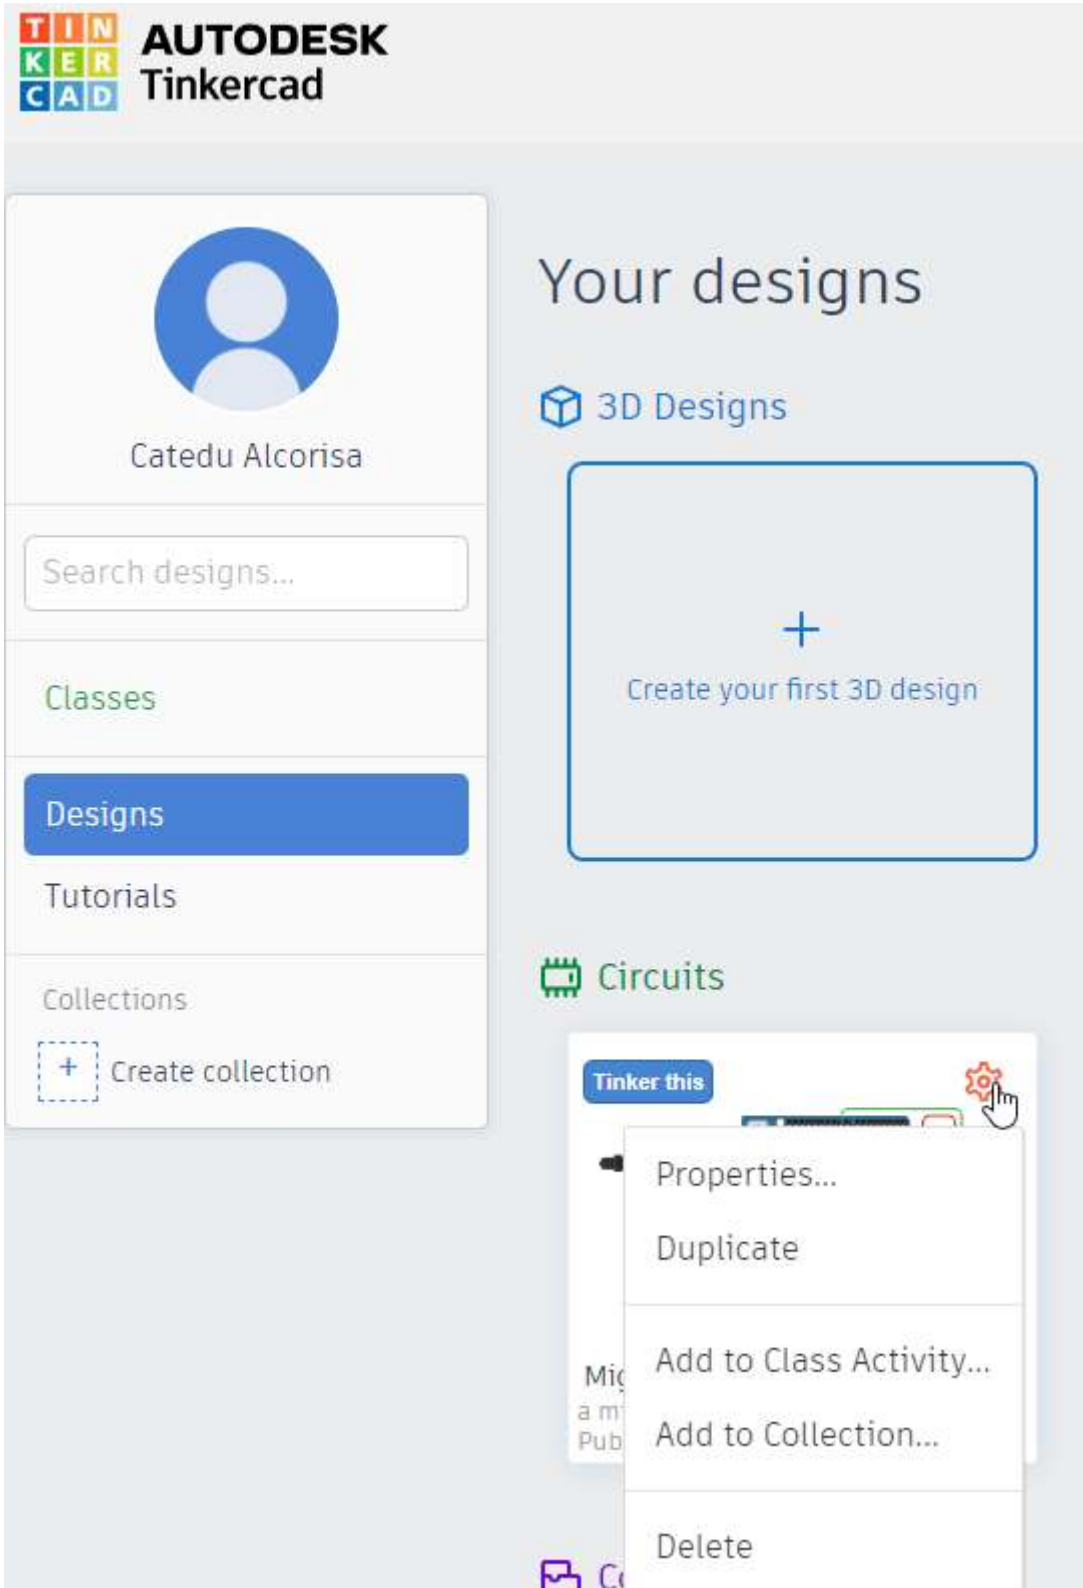 TIN
KER
CAD
AUTODESK
Tinkercad
Catedu Alcorisa
Search designs...
Classes
Designs
Tutorials
Collections
+ Create collection
Your designs
3D Designs
+
Create your first 3D design
Circuits
Tinker this
Properties...
Duplicate
Add to Class Activity...
Add to Collection...
Delete